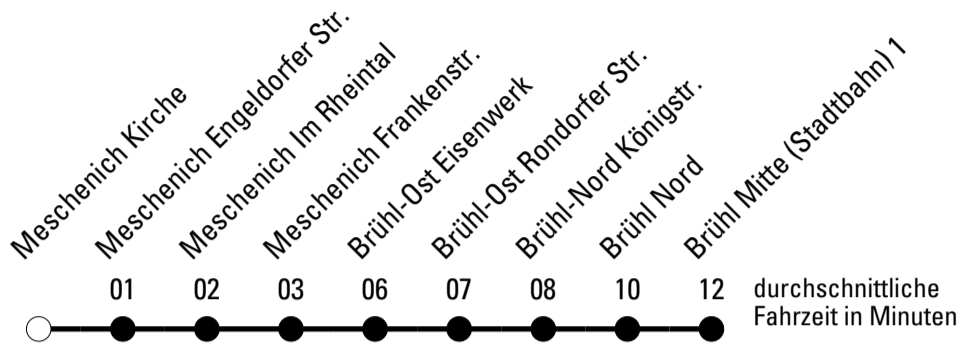 Meschenich Kirche
Meschenich Engeldorfer Str.
Meschenich Im Rheintal
Meschenich Frankenstr.
Brühl-Ost Eisenwerk
Brühl-Ost Rondorfer Str.
Brühl-Nord Königstr.
Brühl Nord
Brühl Mitte (Stadtbahn) 1
01 02 03 06 07 08 10 12
durchschnittliche
Fahrzeit in Minuten